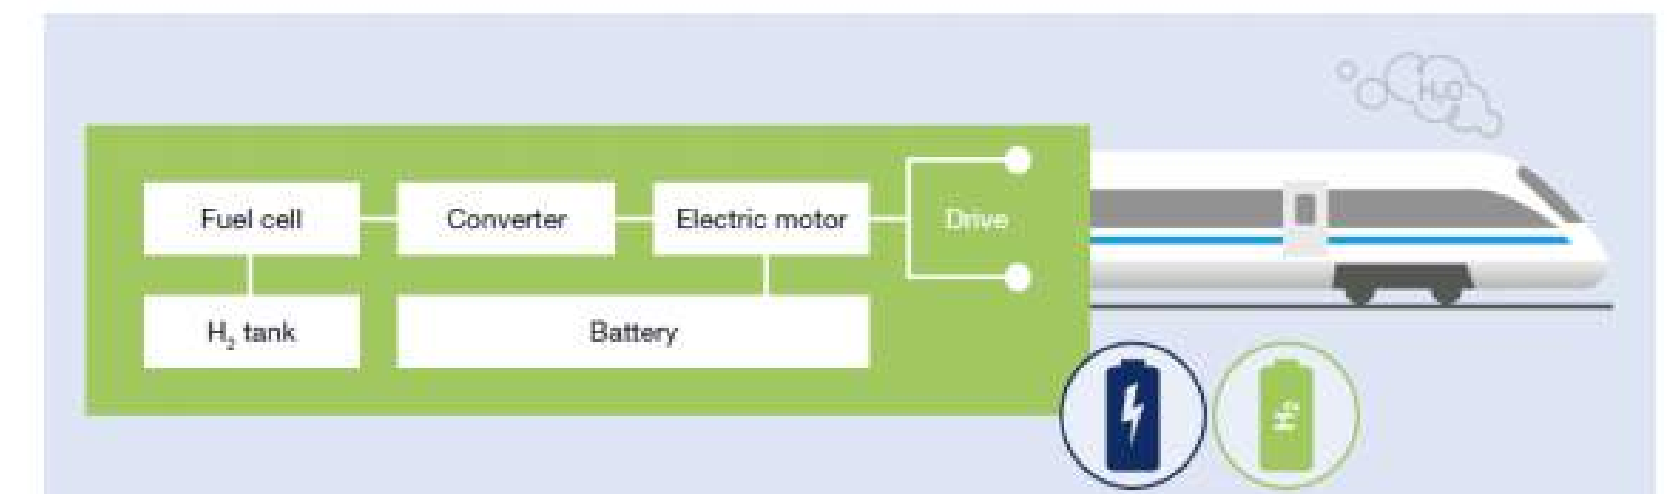 H₂O
Fuel cell
Converter
Electric motor
Drive
H₂ tank
Battery
H₂